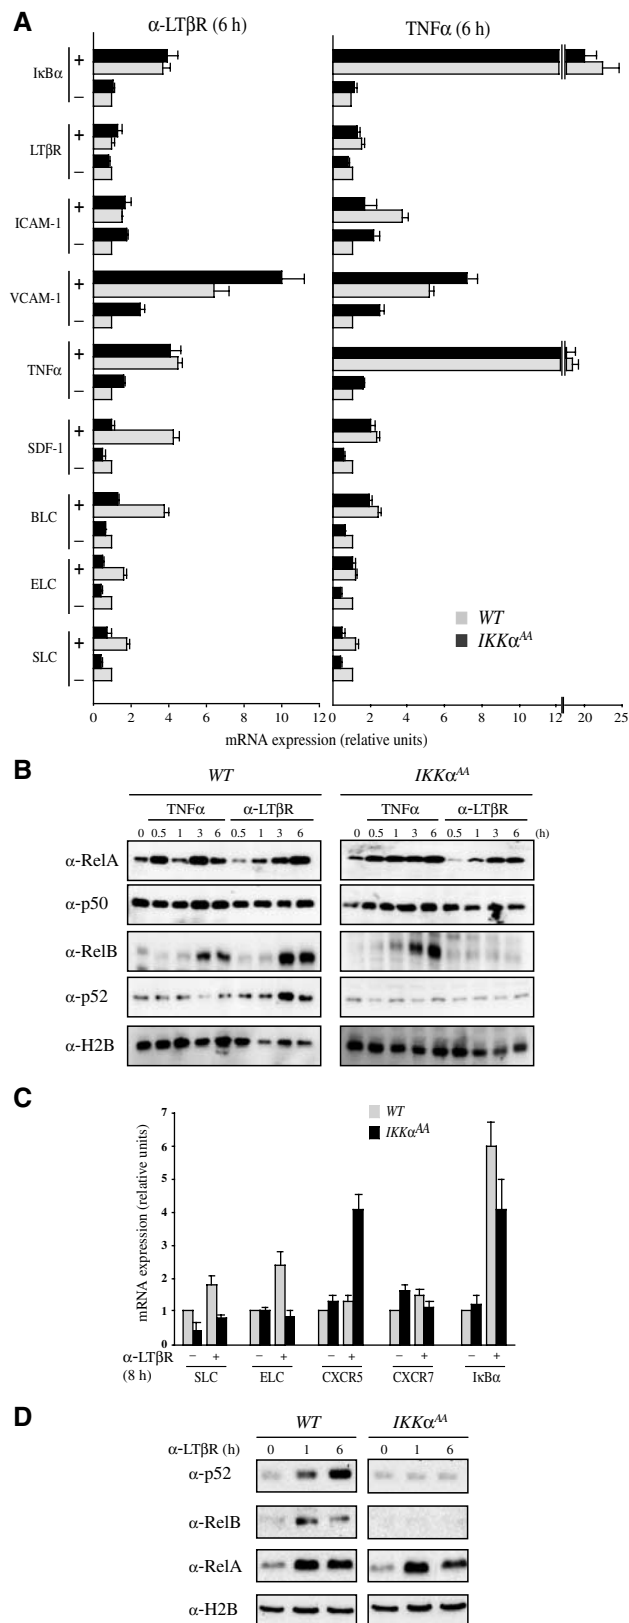 A
α-LTβR (6 h) TNFα (6 h)
IκBα + −
LTβR + −
ICAM-1 + −
VCAM-1 + −
TNFα + −
SDF-1 + −
BLC + −
ELC + −
SLC + −
WT
IKKα^AA
0 2 4 6 8 10 12 0 2 4 6 8 10 12 20 25
mRNA expression (relative units)
B
WT IKKα^AA
TNFα α-LTβR TNFα α-LTβR
0 0.5 1 3 6 0.5 1 3 6 0 0.5 1 3 6 0.5 1 3 6 (h)
α-RelA
α-p50
α-RelB
α-p52
α-H2B
C
mRNA expression (relative units)
7
6
5
4
3
2
1
0
WT
IKKα^AA
α-LTβR − + − + − + − + − +
(8 h) SLC ELC CXCR5 CXCR7 IκBα
D
WT IKKα^AA
α-LTβR (h) 0 1 6 0 1 6
α-p52
α-RelB
α-RelA
α-H2B